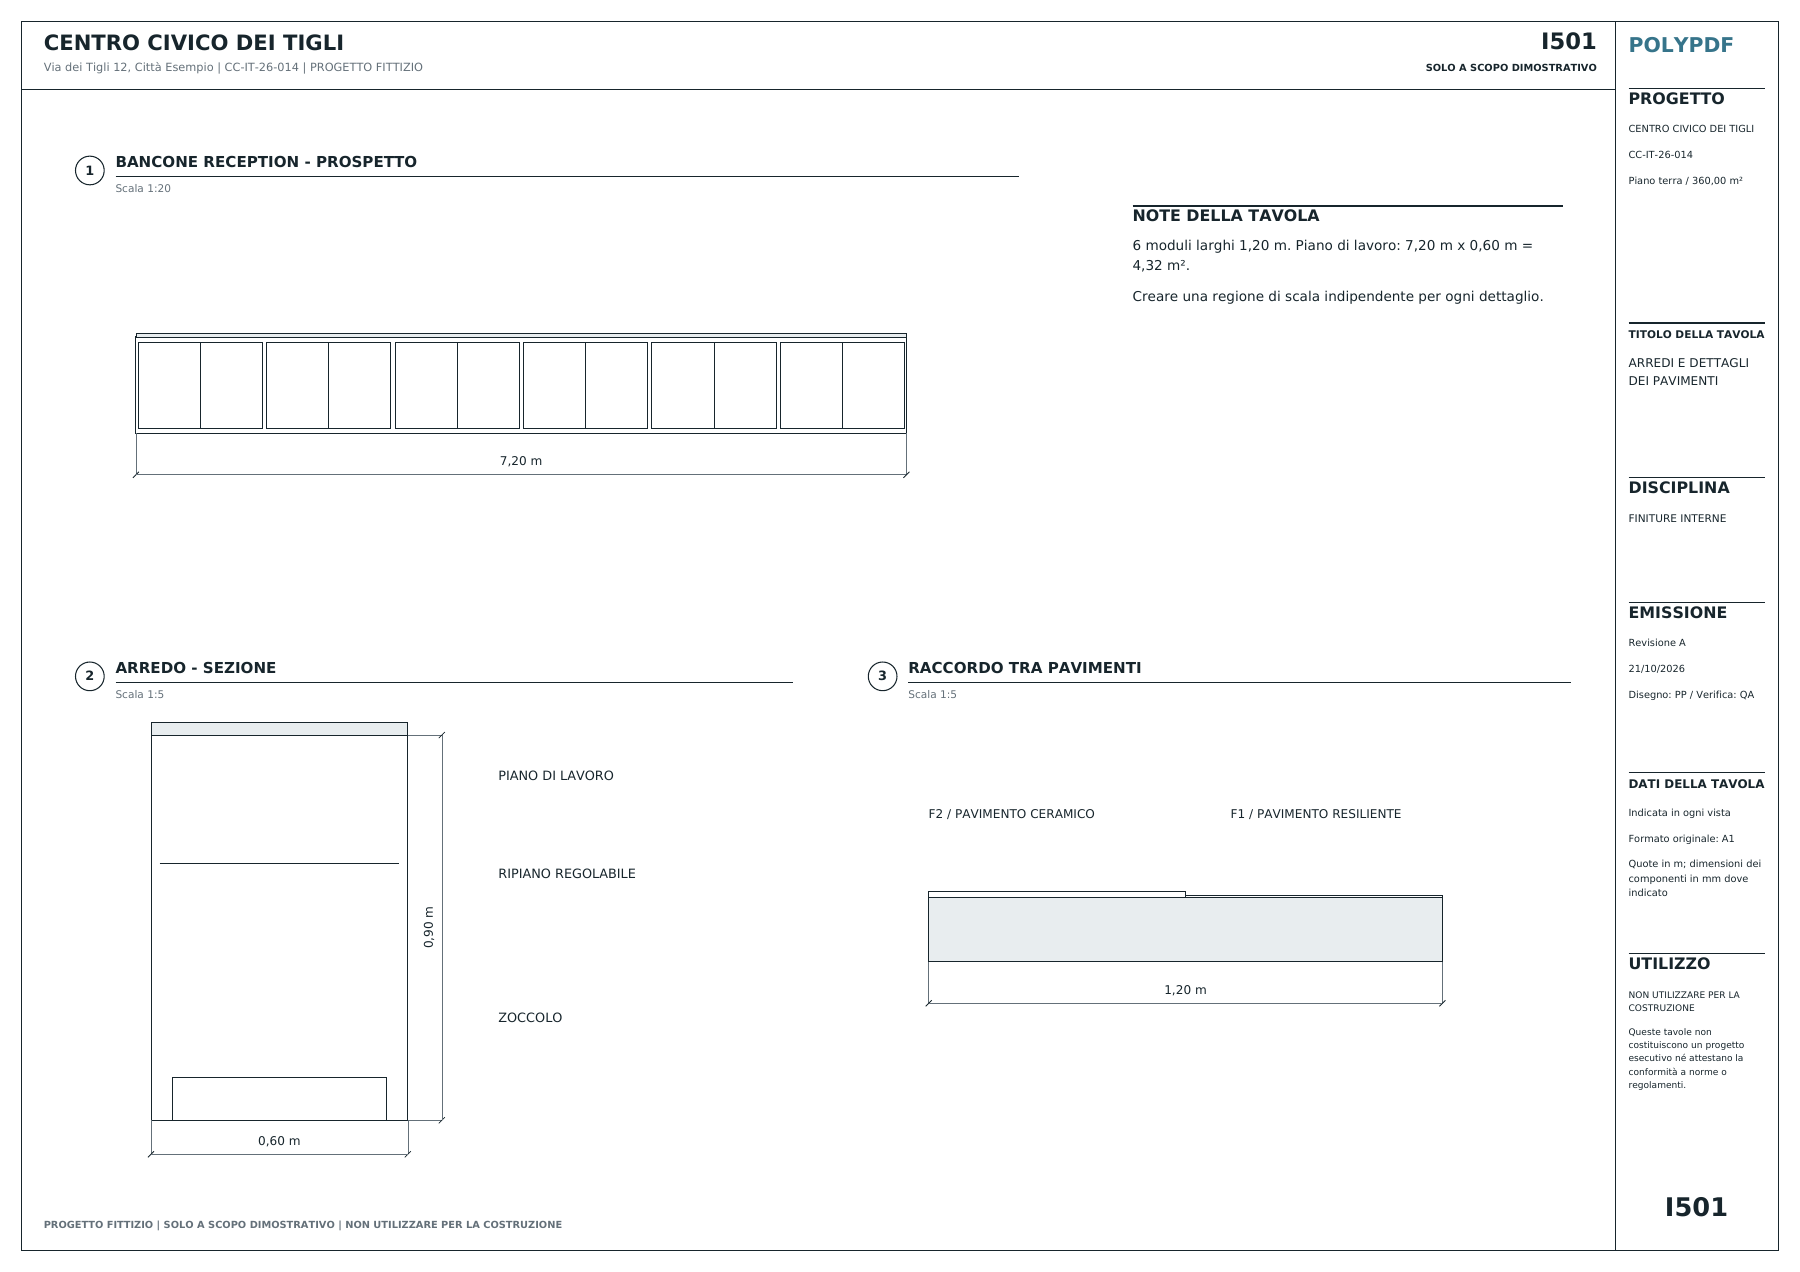 CENTRO CIVICO DEI TIGLI
Via dei Tigli 12, Città Esempio | CC-IT-26-014 | PROGETTO FITTIZIO
I501
SOLO A SCOPO DIMOSTRATIVO
1
BANCONE RECEPTION - PROSPETTO
Scala 1:20
7,20 m
NOTE DELLA TAVOLA
6 moduli larghi 1,20 m. Piano di lavoro: 7,20 m x 0,60 m =
4,32 m².
Creare una regione di scala indipendente per ogni dettaglio.
2
ARREDO - SEZIONE
Scala 1:5
PIANO DI LAVORO
RIPIANO REGOLABILE
0,90 m
ZOCCOLO
0,60 m
3
RACCORDO TRA PAVIMENTI
Scala 1:5
F2 / PAVIMENTO CERAMICO
F1 / PAVIMENTO RESILIENTE
1,20 m
PROGETTO FITTIZIO | SOLO A SCOPO DIMOSTRATIVO | NON UTILIZZARE PER LA COSTRUZIONE
POLYPDF
PROGETTO
CENTRO CIVICO DEI TIGLI
CC-IT-26-014
Piano terra / 360,00 m²
TITOLO DELLA TAVOLA
ARREDI E DETTAGLI
DEI PAVIMENTI
DISCIPLINA
FINITURE INTERNE
EMISSIONE
Revisione A
21/10/2026
Disegno: PP / Verifica: QA
DATI DELLA TAVOLA
Indicata in ogni vista
Formato originale: A1
Quote in m; dimensioni dei
componenti in mm dove
indicato
UTILIZZO
NON UTILIZZARE PER LA
COSTRUZIONE
Queste tavole non
costituiscono un progetto
esecutivo né attestano la
conformità a norme o
regolamenti.
I501